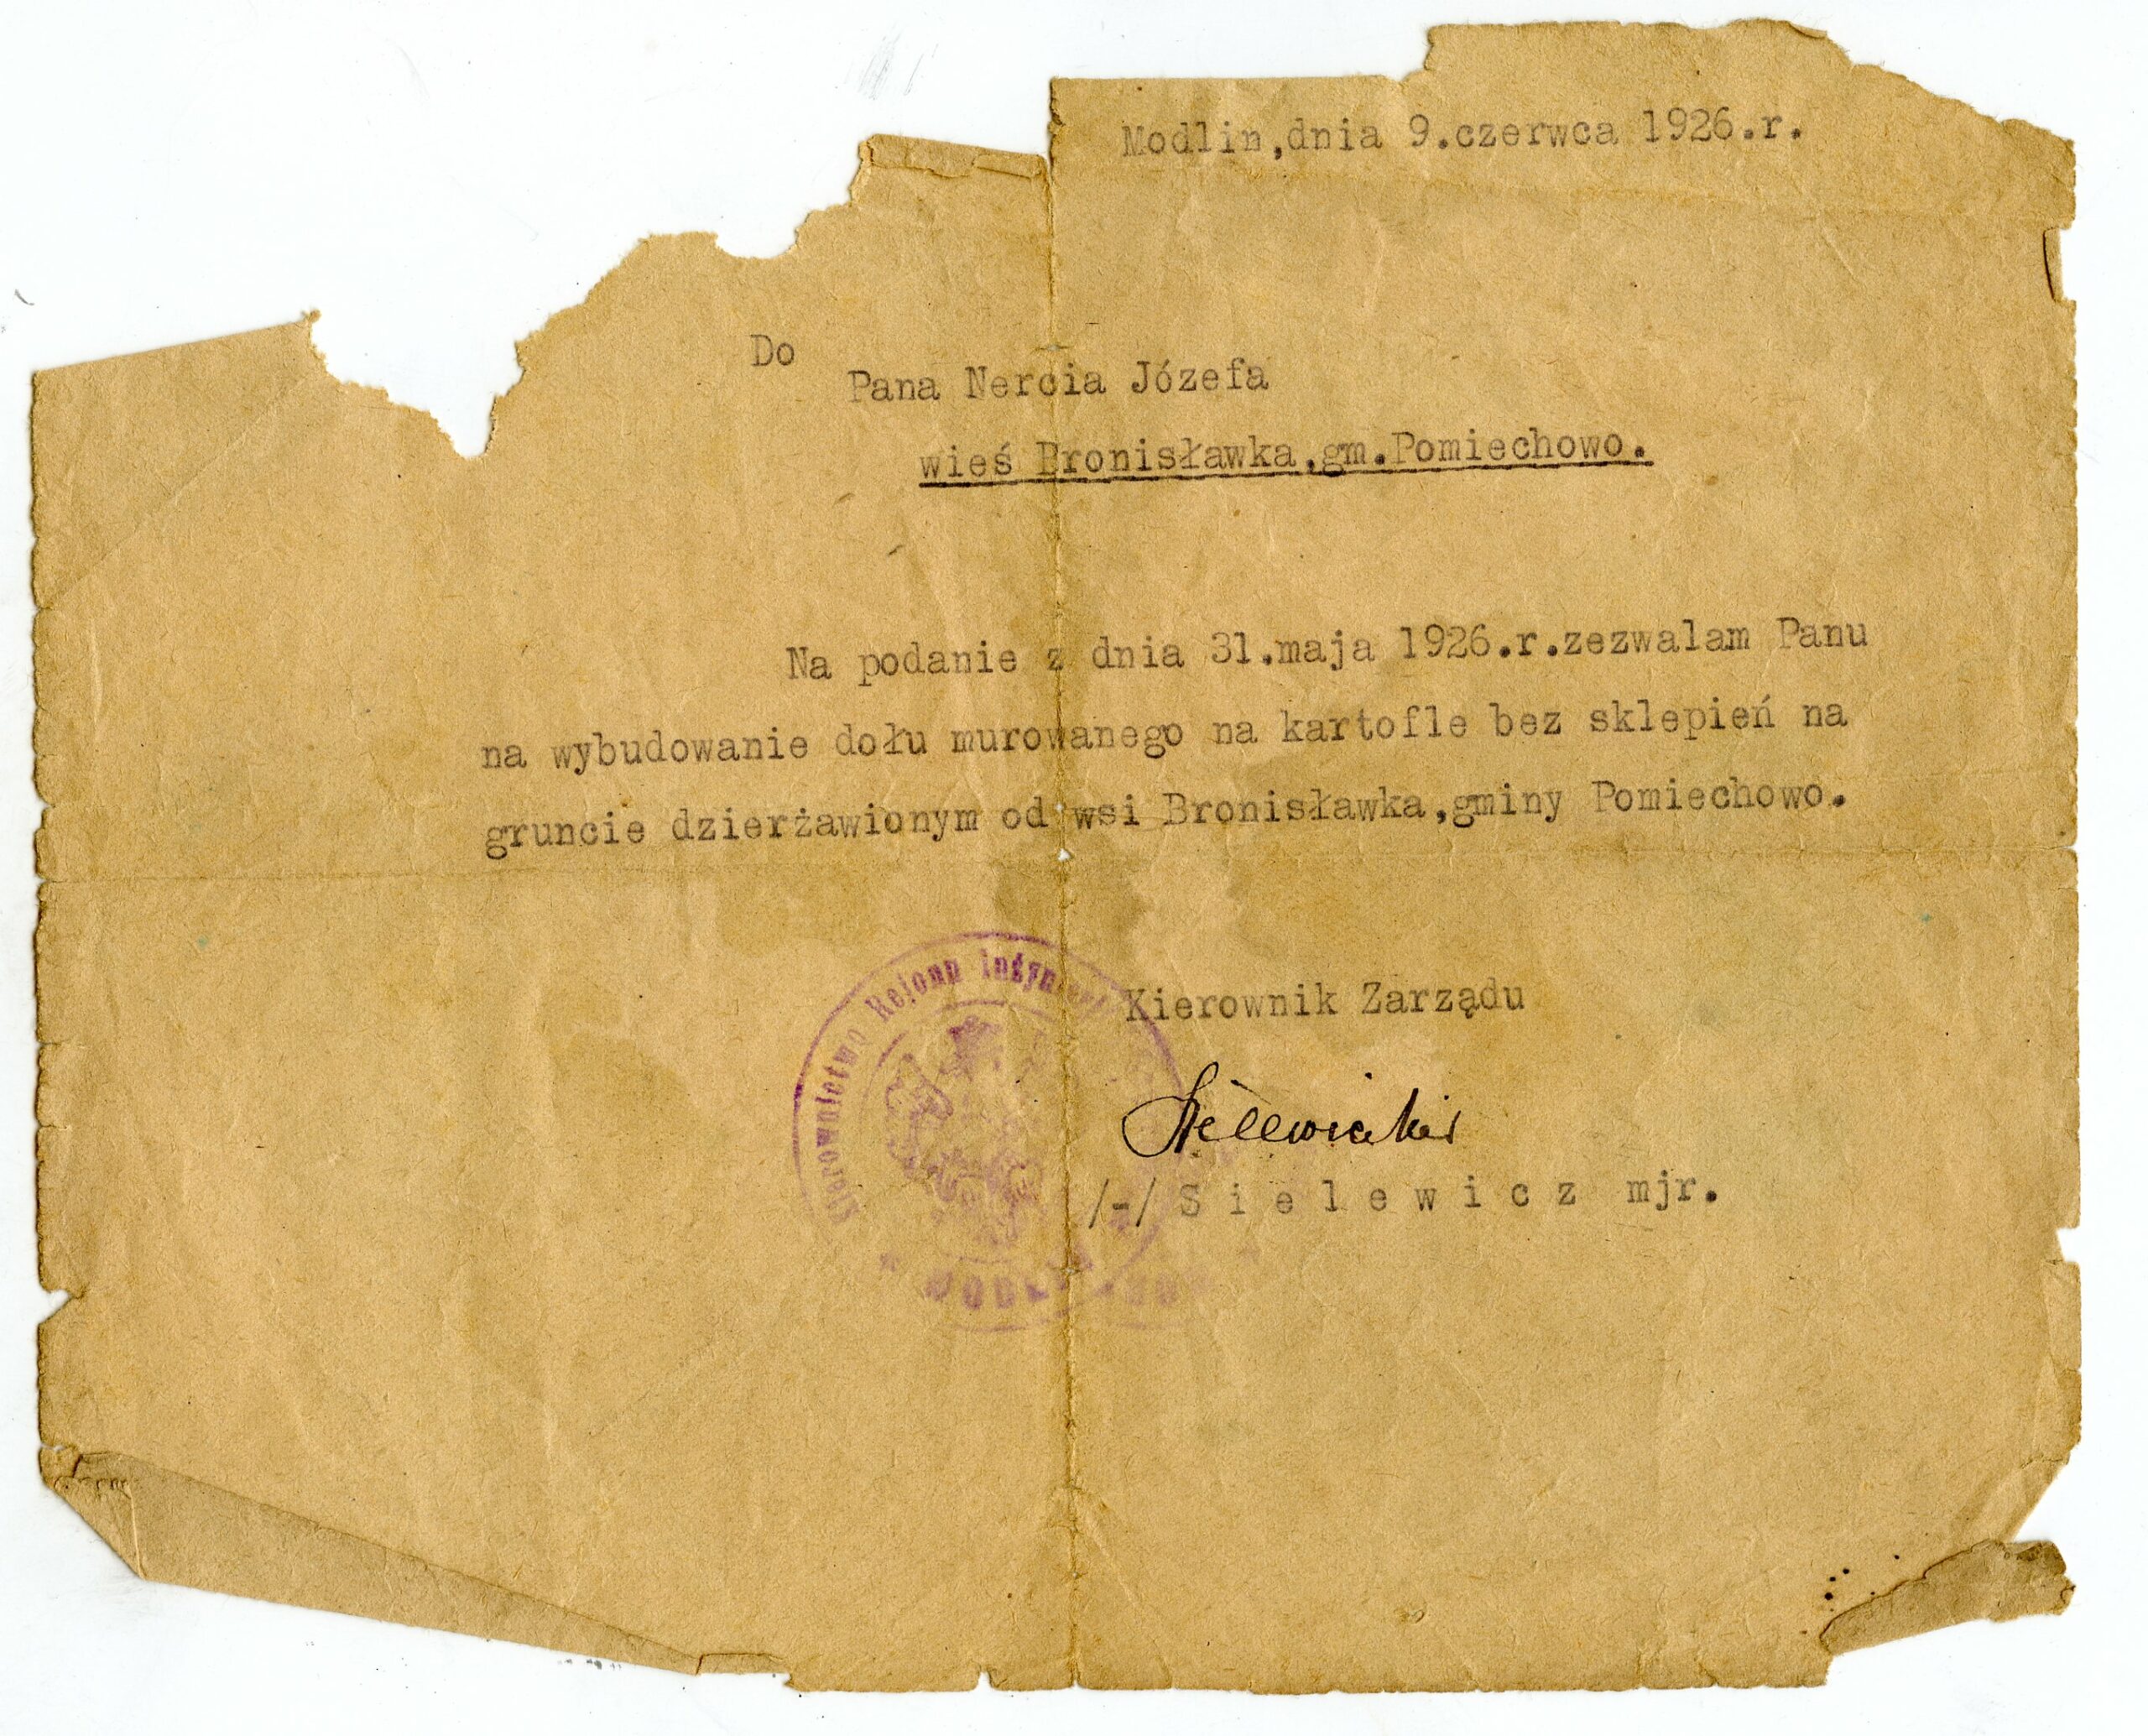 Modlin,dnia 9.czerwca 1926.r.
Do
Pana Nercia Józefa
wieś Bronisławka,gm.Pomiechowo.
Na podanie z dnia 31.maja 1926.r.zezwalam Panu
na wybudowanie dołu murowanego na kartofle bez sklepień na
gruncie dzierżawionym od wsi Bronisławka,gminy Pomiechowo.
Kierownictwo Rejonu
Kierownik Zarządu
/-/ S i e l e w i c z mjr.